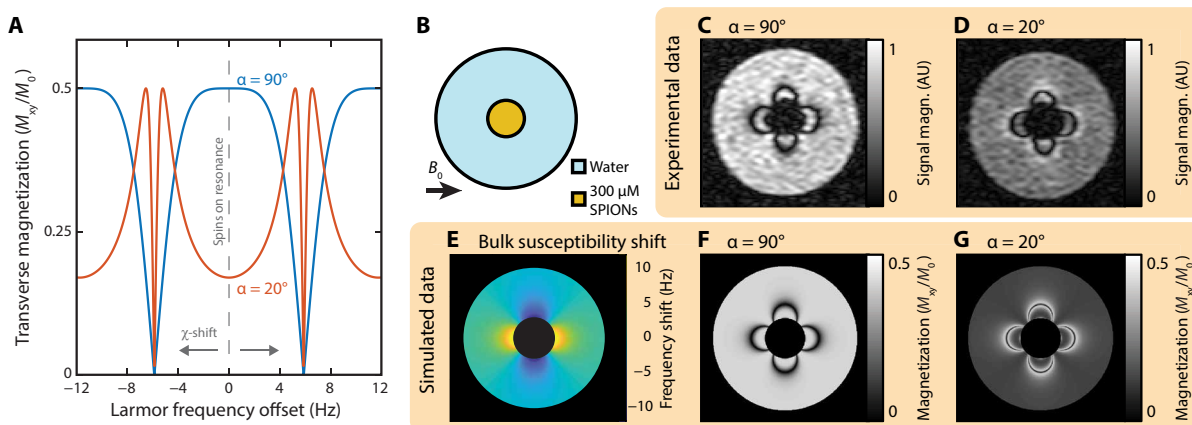 A
Transverse magnetization (Mxy/M0)
0.5
0.25
0
α = 90°
α = 20°
Spins on resonance
χ-shift
−12
−8
−4
0
4
8
12
Larmor frequency offset (Hz)
B
B0
Water
300 μM
SPIONs
Experimental data
C
α = 90°
1
0
Signal magn. (AU)
D
α = 20°
1
0
Signal magn. (AU)
Simulated data
E
Bulk susceptibility shift
10
5
0
−5
−10
Frequency shift (Hz)
F
α = 90°
0.5
0
Magnetization (Mxy/M0)
G
α = 20°
0.5
0
Magnetization (Mxy/M0)